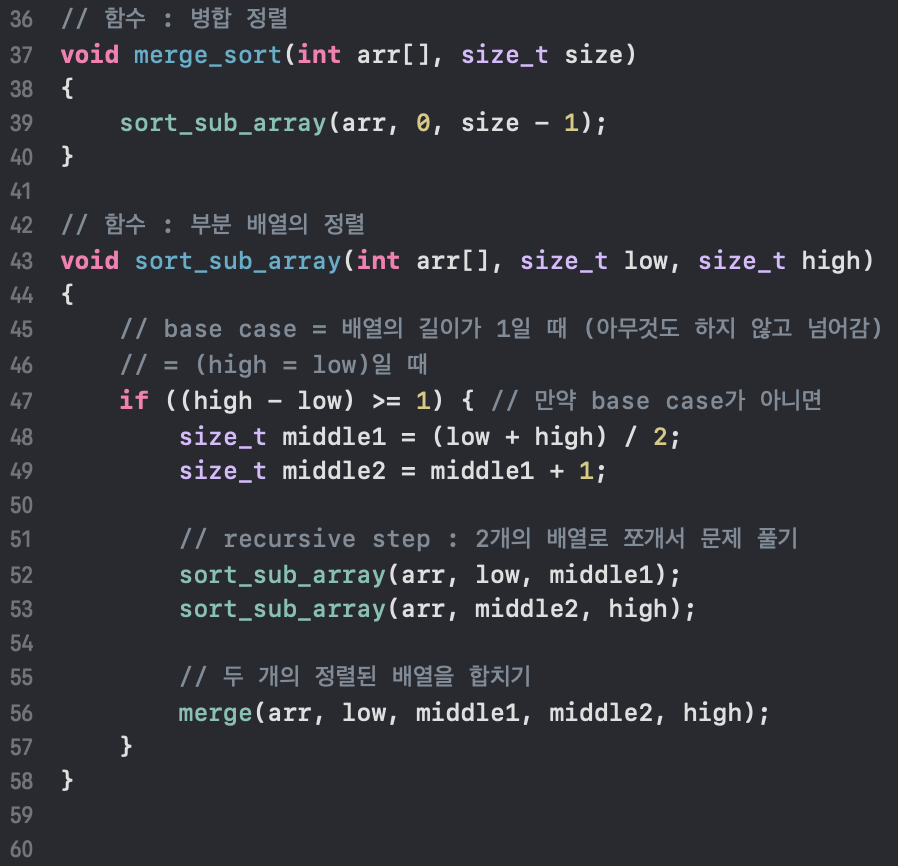 36 // 함수 : 병합 정렬
37 void merge_sort(int arr[], size_t size)
38 {
39     sort_sub_array(arr, 0, size - 1);
40 }
41
42 // 함수 : 부분 배열의 정렬
43 void sort_sub_array(int arr[], size_t low, size_t high)
44 {
45     // base case = 배열의 길이가 1일 때 (아무것도 하지 않고 넘어감)
46     // = (high = low)일 때
47     if ((high - low) >= 1) { // 만약 base case가 아니면
48         size_t middle1 = (low + high) / 2;
49         size_t middle2 = middle1 + 1;
50
51         // recursive step : 2개의 배열로 쪼개서 문제 풀기
52         sort_sub_array(arr, low, middle1);
53         sort_sub_array(arr, middle2, high);
54
55         // 두 개의 정렬된 배열을 합치기
56         merge(arr, low, middle1, middle2, high);
57     }
58 }
59
60